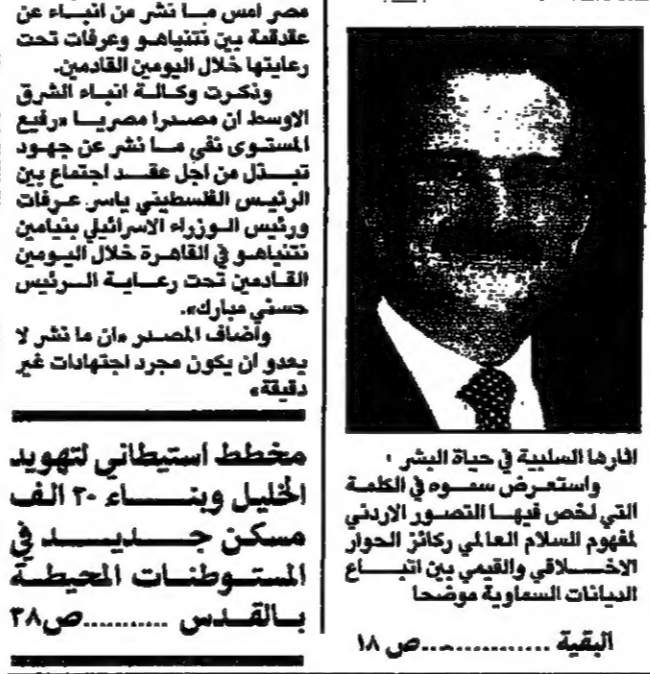 آثارها السلبية في حياة البشر ،
واستعرض سموه في الكلمة
التي لخص فيها التصور الاردني
لمفهوم السلام العالمي ركائز الحوار
الاخلاقي والقيمي بين اتباع
الديانات السماوية موضحا
البقية ............... ص ١٨
مصر امس ما نشر من انباء عن
عقدقمة بين نتنياهو وعرفات تحت
رعايتها خلال اليومين القادمين.
وذكرت وكالة انباء الشرق
الاوسط ان مصدرا مصريا «رفيع
المستوى نفى ما نشر عن جهود
تبذل من اجل عقد اجتماع بين
الرئيس الفلسطيني ياسر عرفات
ورئيس الوزراء الاسرائيلي بنيامين
نتنياهو في القاهرة خلال اليومين
القادمين تحت رعاية الرئيس
حسني مبارك».
واضاف المصدر «ان ما نشر لا
يعدو ان يكون مجرد اجتهادات غير
دقيقة»
مخطط استيطاني لتهويد
الخليل وبناء ٢٠ الف
مسكن جديد في
المستوطنات المحيطة
بالقدس ...........ص٣٨